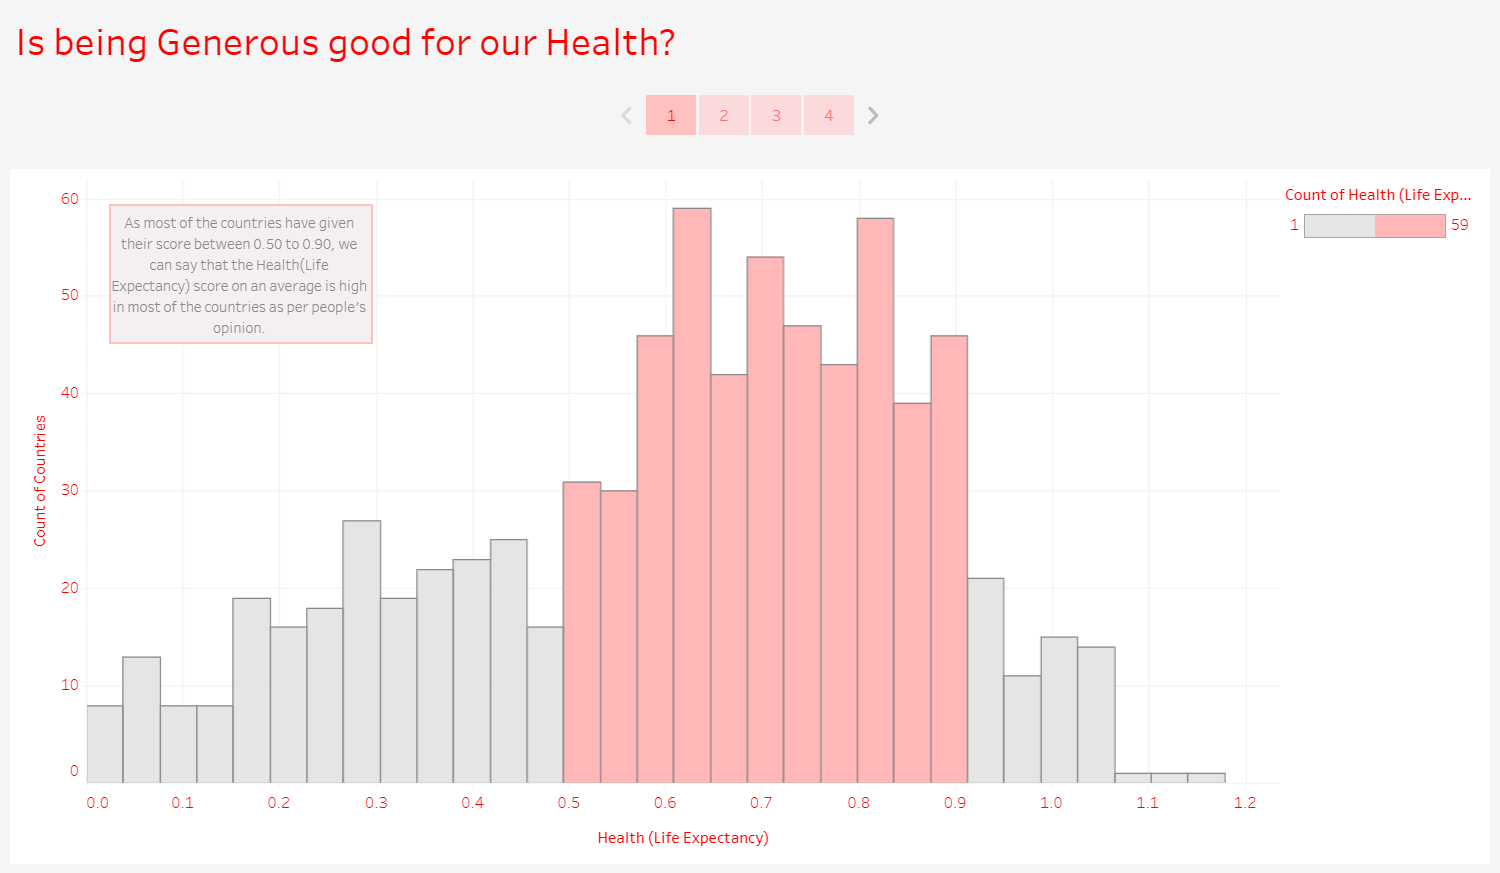 Is being Generous good for our Health?
1 2 3 4
As most of the countries have given
their score between 0.50 to 0.90, we
can say that the Health(Life
Expectancy) score on an average is high
in most of the countries as per people's
opinion.
Count of Health (Life Exp...
1 59
Count of Countries
60
50
40
30
20
10
0
0.0 0.1 0.2 0.3 0.4 0.5 0.6 0.7 0.8 0.9 1.0 1.1 1.2
Health (Life Expectancy)